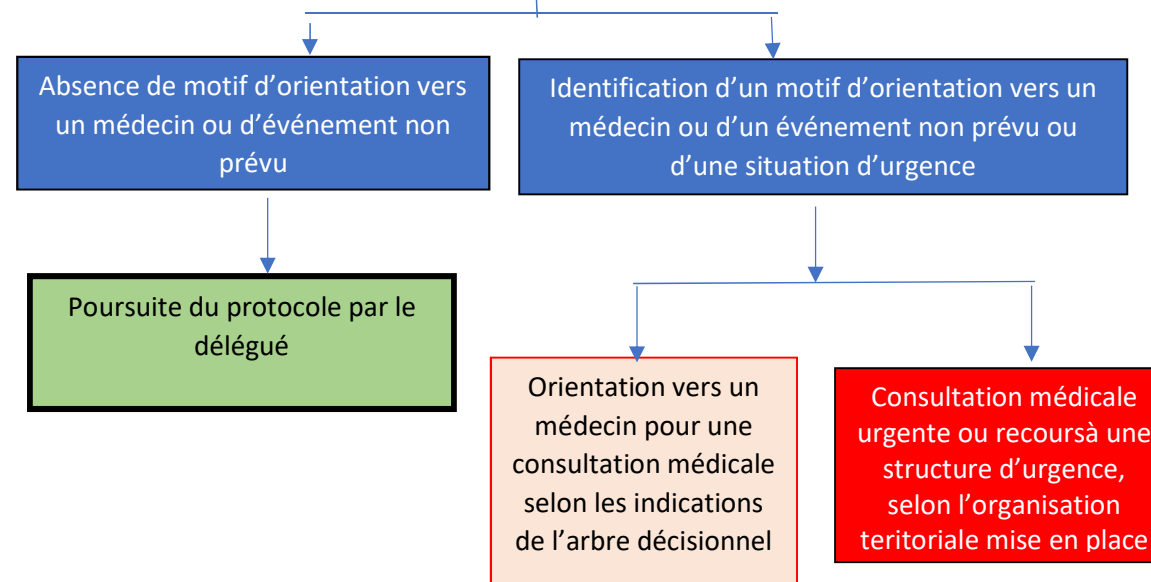 Absence de motif d’orientation vers
un médecin ou d’événement non
prévu
Identification d’un motif d’orientation vers un
médecin ou d’un événement non prévu ou
d’une situation d’urgence
Poursuite du protocole par le
délégué
Orientation vers un
médecin pour une
consultation médicale
selon les indications
de l’arbre décisionnel
Consultation médicale
urgente ou recoursà une
structure d’urgence,
selon l’organisation
teritoriale mise en place